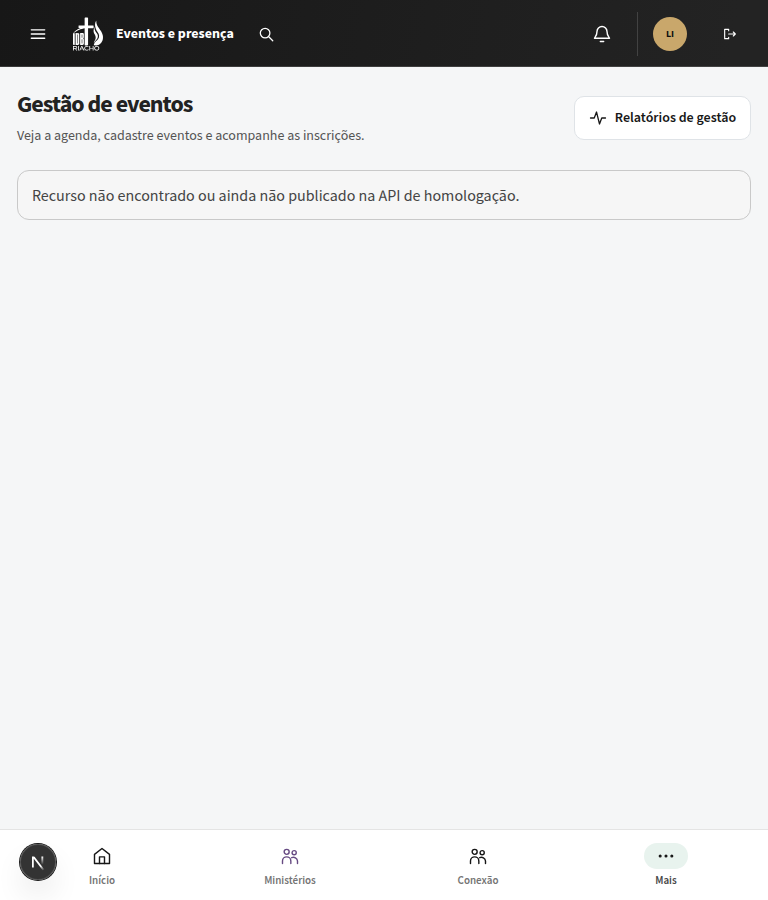 IOBB
RIACHO
Eventos e presença
LI
Gestão de eventos
Veja a agenda, cadastre eventos e acompanhe as inscrições.
Relatórios de gestão
Recurso não encontrado ou ainda não publicado na API de homologação.
N
Início
Ministérios
Conexão
Mais